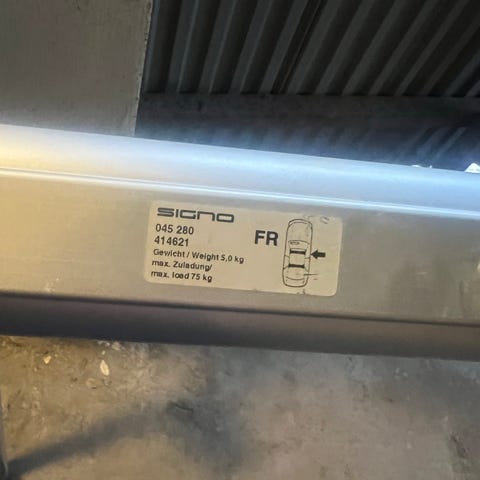 SIGNO
045 280
414621
Gewicht / Weight 5,0 kg
max. Zuladung/
max. load 75 kg
FR